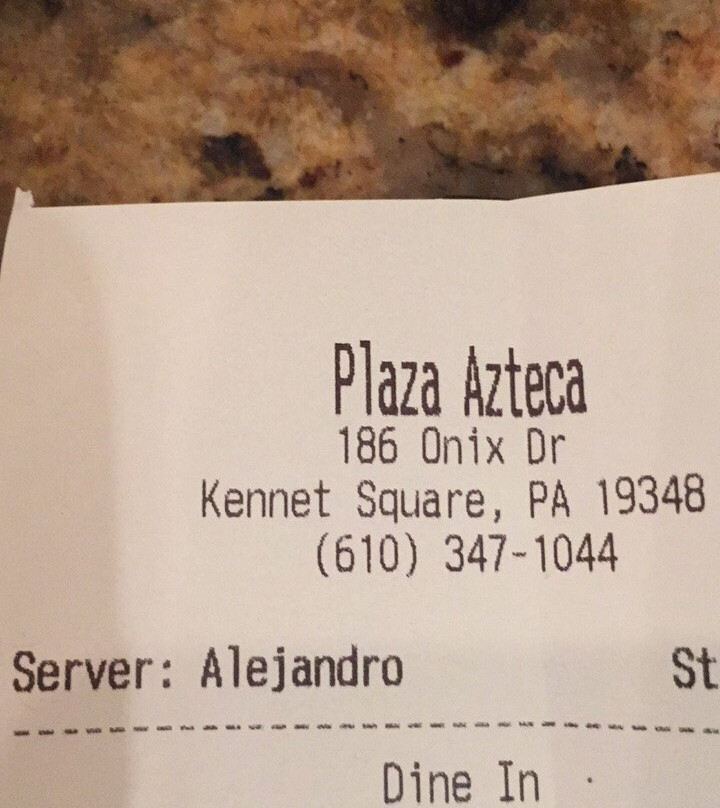 Plaza Azteca
186 Onix Dr
Kennet Square, PA 19348
(610) 347-1044
Server: Alejandro St
Dine In